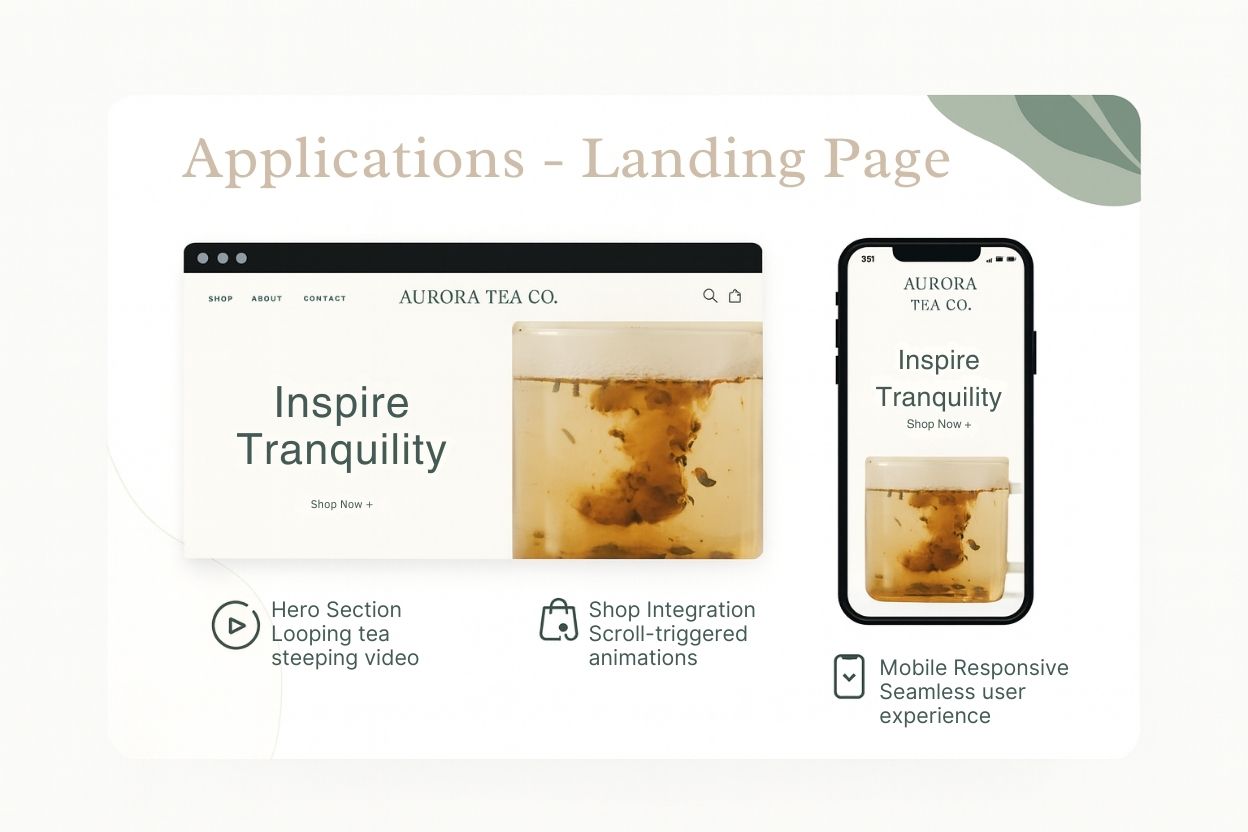 Applications - Landing Page
SHOP ABOUT CONTACT
AURORA TEA CO.
Inspire
Tranquility
Shop Now +
351
AURORA
TEA CO.
Inspire
Tranquility
Shop Now +
Hero Section
Looping tea
steeping video
Shop Integration
Scroll-triggered
animations
Mobile Responsive
Seamless user
experience